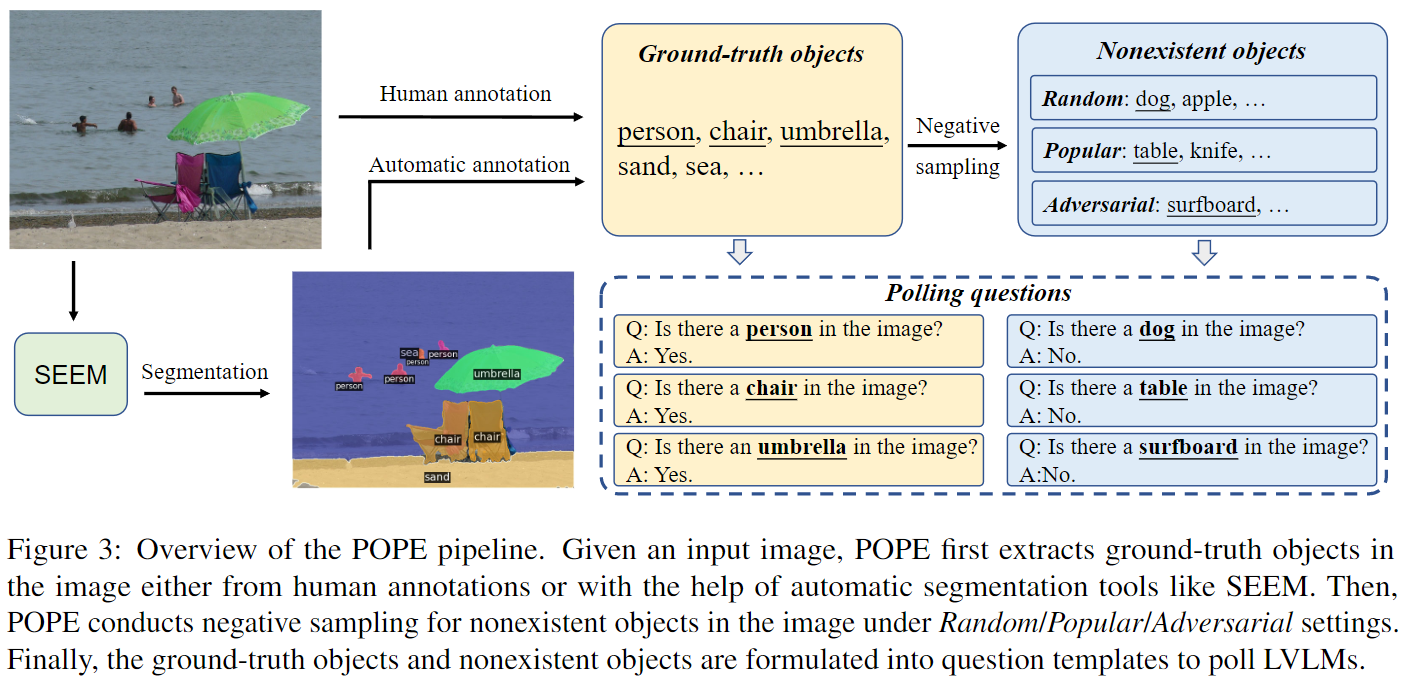 Human annotation
Automatic annotation
SEEM
Segmentation
sea
person
person
person
person
umbrella
chair
chair
sand
Ground-truth objects
person, chair, umbrella,
sand, sea, …
Negative
sampling
Nonexistent objects
Random: dog, apple, …
Popular: table, knife, …
Adversarial: surfboard, …
Polling questions
Q: Is there a person in the image?
A: Yes.
Q: Is there a chair in the image?
A: Yes.
Q: Is there an umbrella in the image?
A: Yes.
Q: Is there a dog in the image?
A: No.
Q: Is there a table in the image?
A: No.
Q: Is there a surfboard in the image?
A:No.
Figure 3: Overview of the POPE pipeline. Given an input image, POPE first extracts ground-truth objects in
the image either from human annotations or with the help of automatic segmentation tools like SEEM. Then,
POPE conducts negative sampling for nonexistent objects in the image under Random/Popular/Adversarial settings.
Finally, the ground-truth objects and nonexistent objects are formulated into question templates to poll LVLMs.